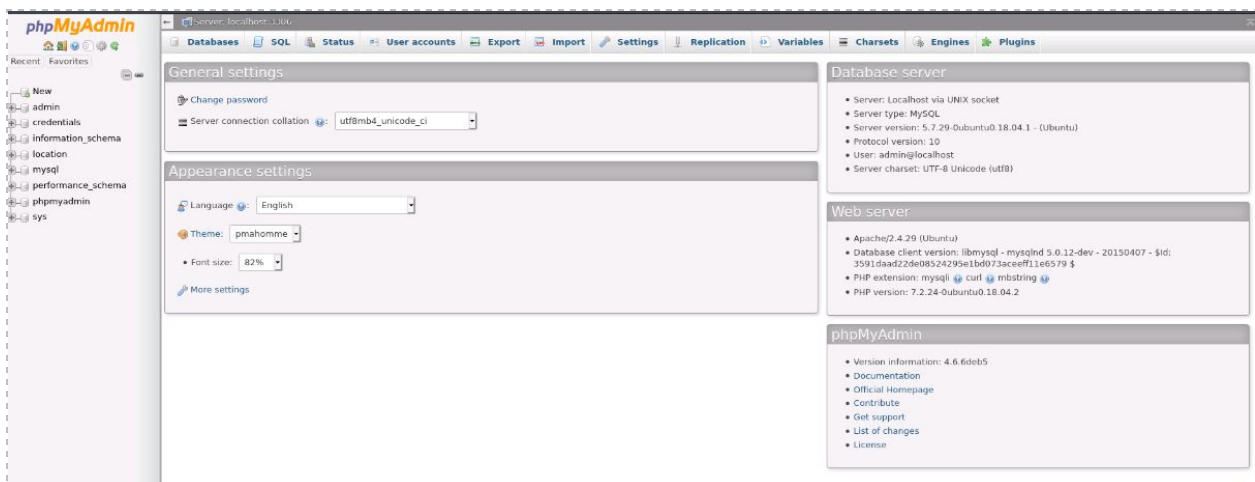 phpMyAdmin
Recent Favorites
New
admin
credentials
information_schema
location
mysql
performance_schema
phpmyadmin
sys
Server: localhost:3306
Databases SQL Status User accounts Export Import Settings Replication Variables Charsets Engines Plugins
General settings
Change password
Server connection collation : utf8mb4_unicode_ci
Appearance settings
Language : English
Theme: pmahomme
Font size: 82%
More settings
Database server
Server: Localhost via UNIX socket
Server type: MySQL
Server version: 5.7.29-0ubuntu0.18.04.1 - (Ubuntu)
Protocol version: 10
User: admin@localhost
Server charset: UTF-8 Unicode (utf8)
Web server
Apache/2.4.29 (Ubuntu)
Database client version: libmysql - mysqlnd 5.0.12-dev - 20150407 - $Id:
3591daad22de08524295e1bd073aceeff11e6579 $
PHP extension: mysqli curl mbstring
PHP version: 7.2.24-0ubuntu0.18.04.2
phpMyAdmin
Version information: 4.6.6deb5
Documentation
Official Homepage
Contribute
Get support
List of changes
License